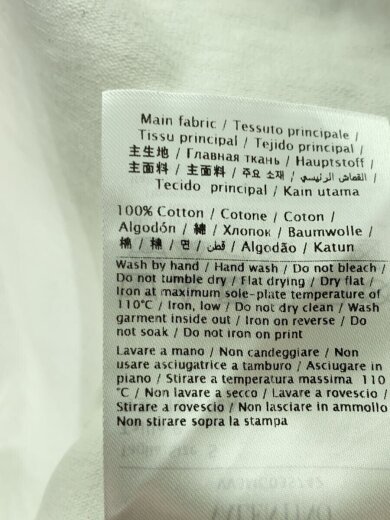 Main fabric / Tessuto principale /
Tissu principal / Tejido principal /
主生地 / Главная ткань / Hauptstoff /
主面料 / 主面料 / 주요 소재 / القماش الرئيسي /
Tecido principal / Kain utama
100% Cotton / Cotone / Coton /
Algodón / 綿 / Хлопок / Baumwolle /
棉 / 棉 / 면 / قطن / Algodão / Katun
Wash by hand / Hand wash / Do not bleach /
Do not tumble dry / Flat drying / Dry flat /
Iron at maximum sole-plate temperature of
110°C / Iron, low / Do not dry clean / Wash
garment inside out / Iron on reverse / Do
not soak / Do not iron on print
Lavare a mano / Non candeggiare / Non
usare asciugatrice a tamburo / Asciugare in
piano / Stirare a temperatura massima 110
°C / Non lavare a secco / Lavare a rovescio /
Stirare a rovescio / Non lasciare in ammollo /
Non stirare sopra la stampa